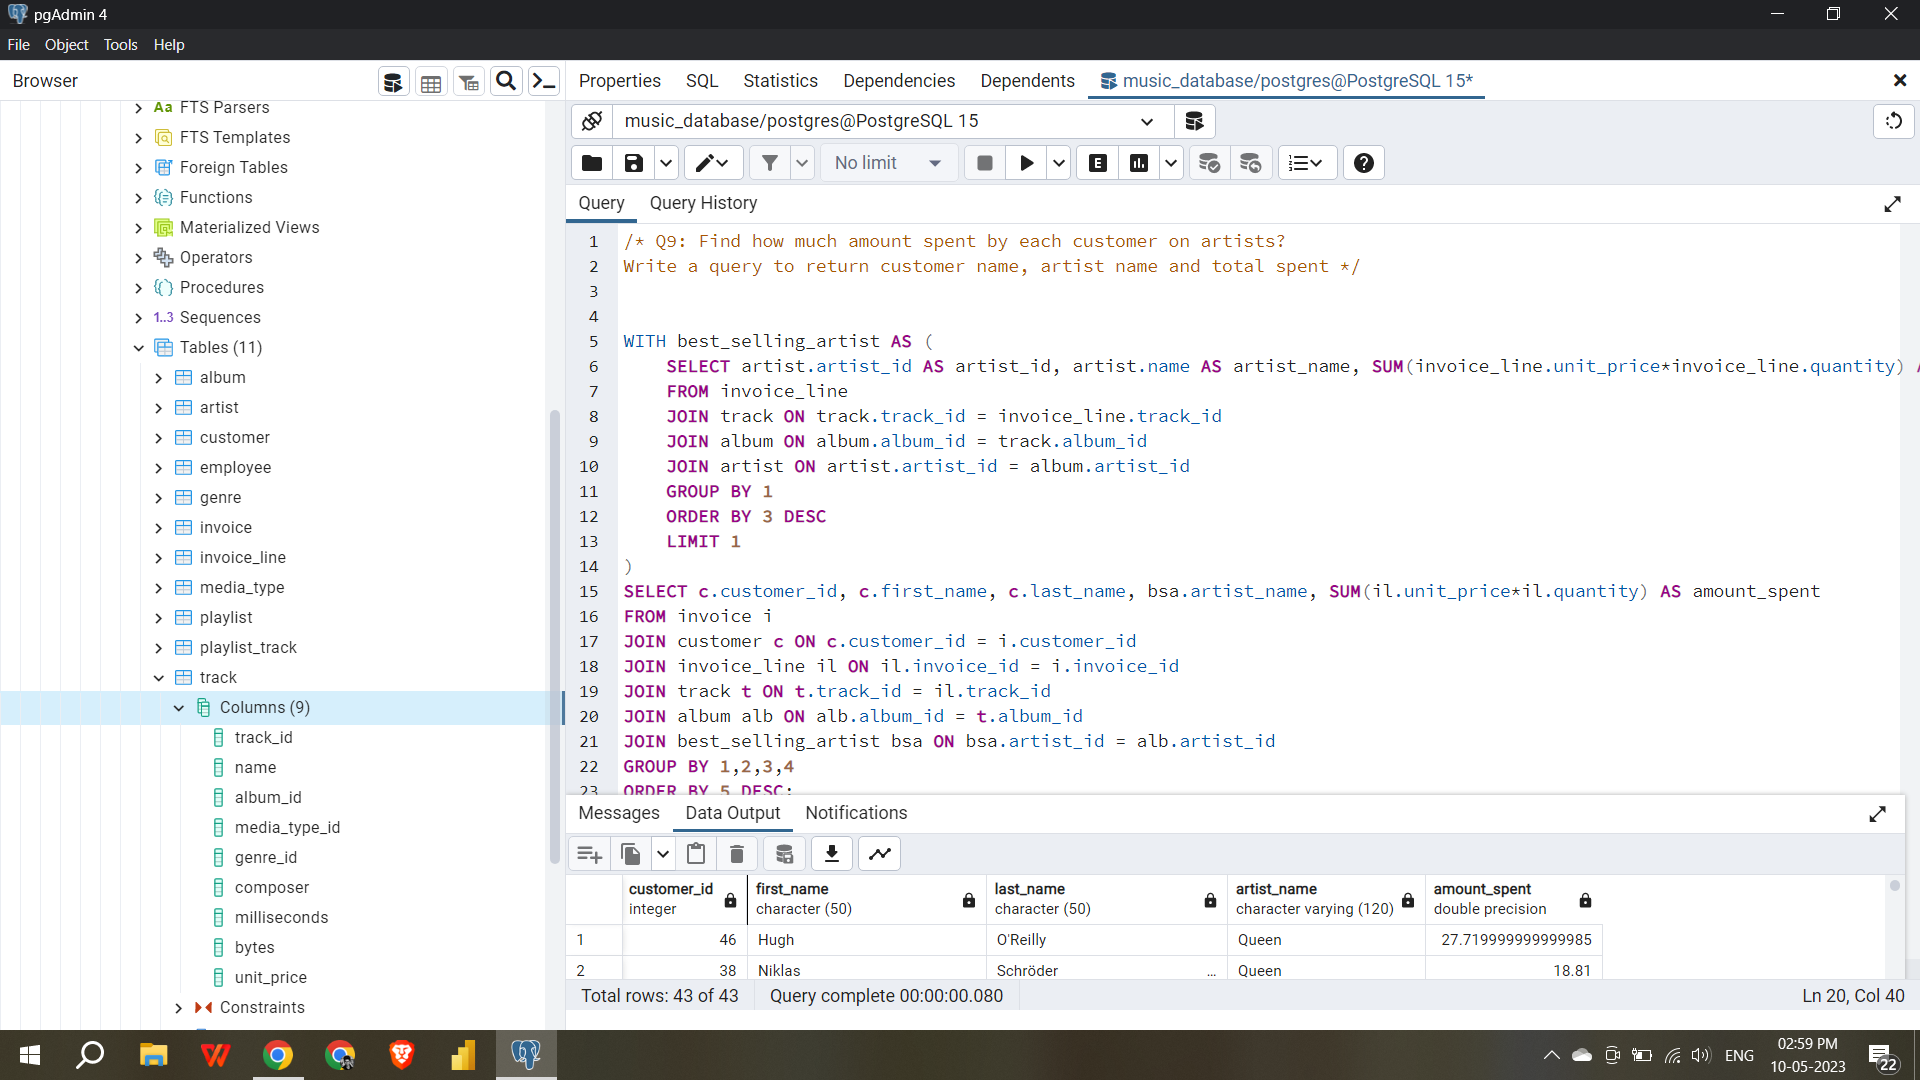 pgAdmin 4
File Object Tools Help
Browser
Properties SQL Statistics Dependencies Dependents music_database/postgres@PostgreSQL 15*
FTS Parsers
FTS Templates
Foreign Tables
Functions
Materialized Views
Operators
Procedures
1..3 Sequences
Tables (11)
album
artist
customer
employee
genre
invoice
invoice_line
media_type
playlist
playlist_track
track
Columns (9)
track_id
name
album_id
media_type_id
genre_id
composer
milliseconds
bytes
unit_price
Constraints
music_database/postgres@PostgreSQL 15
No limit
Query Query History
1 /* Q9: Find how much amount spent by each customer on artists?
2 Write a query to return customer name, artist name and total spent */
3
4
5 WITH best_selling_artist AS (
6 SELECT artist.artist_id AS artist_id, artist.name AS artist_name, SUM(invoice_line.unit_price*invoice_line.quantity)
7 FROM invoice_line
8 JOIN track ON track.track_id = invoice_line.track_id
9 JOIN album ON album.album_id = track.album_id
10 JOIN artist ON artist.artist_id = album.artist_id
11 GROUP BY 1
12 ORDER BY 3 DESC
13 LIMIT 1
14 )
15 SELECT c.customer_id, c.first_name, c.last_name, bsa.artist_name, SUM(il.unit_price*il.quantity) AS amount_spent
16 FROM invoice i
17 JOIN customer c ON c.customer_id = i.customer_id
18 JOIN invoice_line il ON il.invoice_id = i.invoice_id
19 JOIN track t ON t.track_id = il.track_id
20 JOIN album alb ON alb.album_id = t.album_id
21 JOIN best_selling_artist bsa ON bsa.artist_id = alb.artist_id
22 GROUP BY 1,2,3,4
23 ORDER BY 5 DESC;
Messages Data Output Notifications
customer_id first_name last_name artist_name amount_spent
integer character (50) character (50) character varying (120) double precision
1 46 Hugh O'Reilly Queen 27.719999999999985
2 38 Niklas Schröder ... Queen 18.81
Total rows: 43 of 43 Query complete 00:00:00.080 Ln 20, Col 40
ENG
02:59 PM
10-05-2023
22